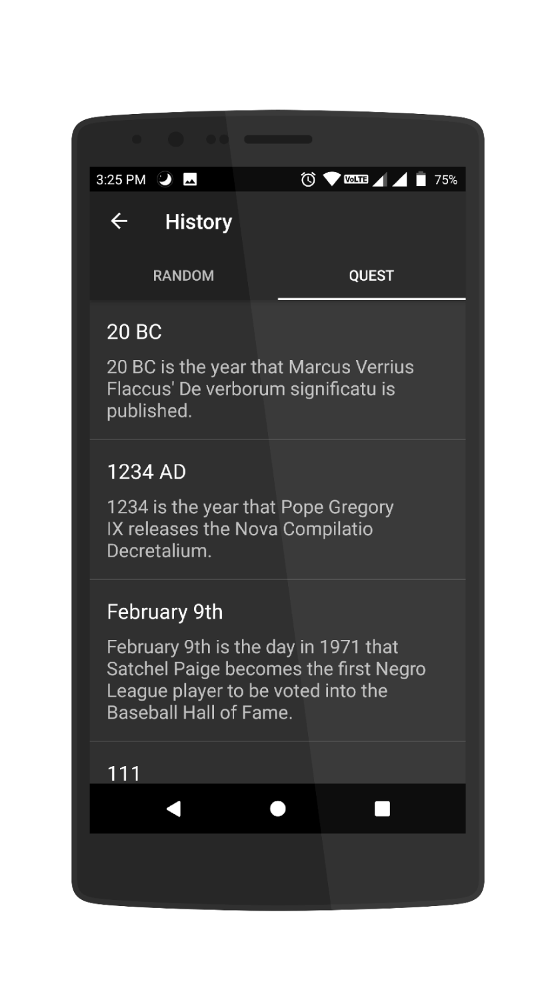 3:25 PM VoLTE 75%
History
RANDOM QUEST
20 BC
20 BC is the year that Marcus Verrius
Flaccus' De verborum significatu is
published.
1234 AD
1234 is the year that Pope Gregory
IX releases the Nova Compilatio
Decretalium.
February 9th
February 9th is the day in 1971 that
Satchel Paige becomes the first Negro
League player to be voted into the
Baseball Hall of Fame.
111